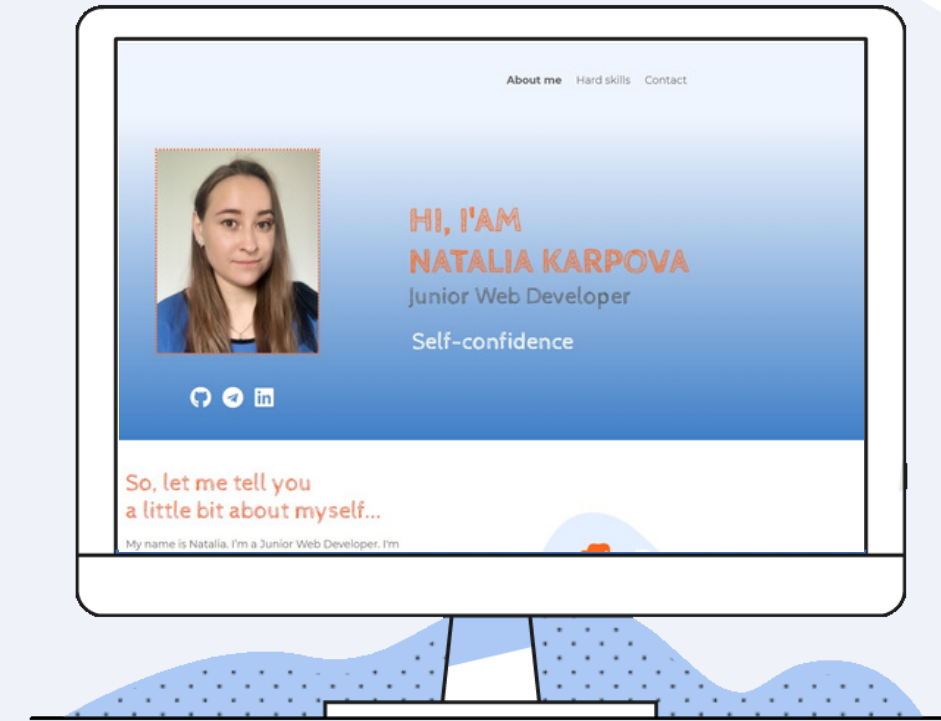 About me Hard skills Contact
HI, I'AM
NATALIA KARPOVA
Junior Web Developer
Self-confidence
in
So, let me tell you
a little bit about myself...
My name is Natalia. I'm a Junior Web Developer. I'm